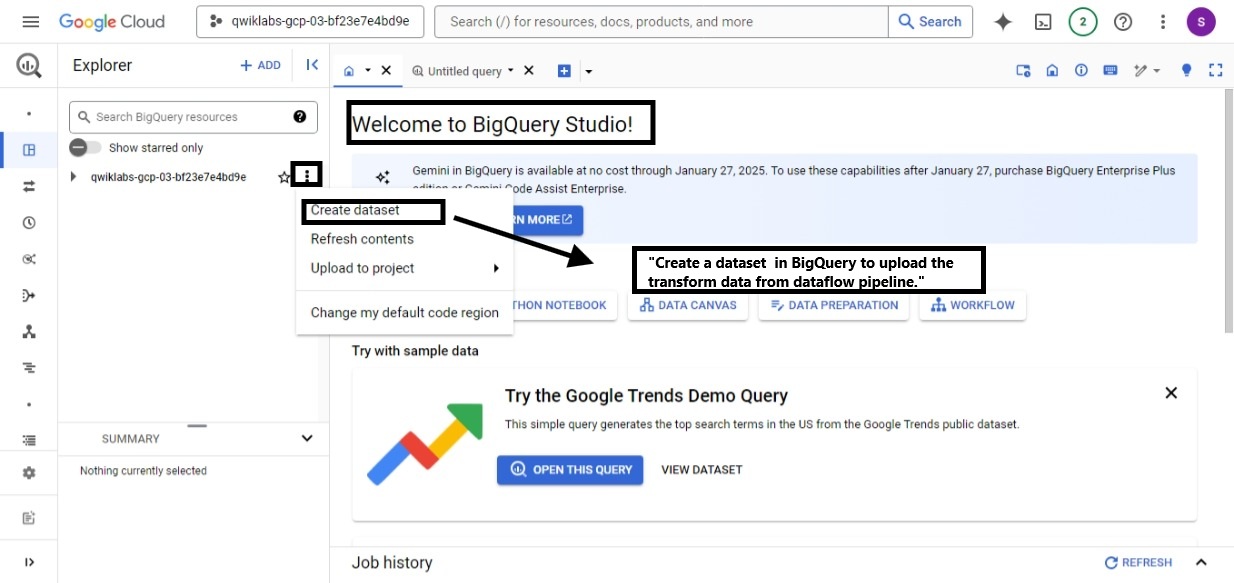 Google Cloud
qwiklabs-gcp-03-bf23e7e4bd9e
Search (/) for resources, docs, products, and more
Search
2
S
Explorer
+ ADD
Untitled query
Search BigQuery resources
Show starred only
qwiklabs-gcp-03-bf23e7e4bd9e
Welcome to BigQuery Studio!
Gemini in BigQuery is available at no cost through January 27, 2025. To use these capabilities after January 27, purchase BigQuery Enterprise Plus
edition or Gemini Code Assist Enterprise.
RN MORE
Create dataset
Refresh contents
Upload to project
Change my default code region
"Create a dataset in BigQuery to upload the
transform data from dataflow pipeline."
THON NOTEBOOK
DATA CANVAS
DATA PREPARATION
WORKFLOW
Try with sample data
Try the Google Trends Demo Query
This simple query generates the top search terms in the US from the Google Trends public dataset.
OPEN THIS QUERY
VIEW DATASET
SUMMARY
Nothing currently selected
Job history
REFRESH